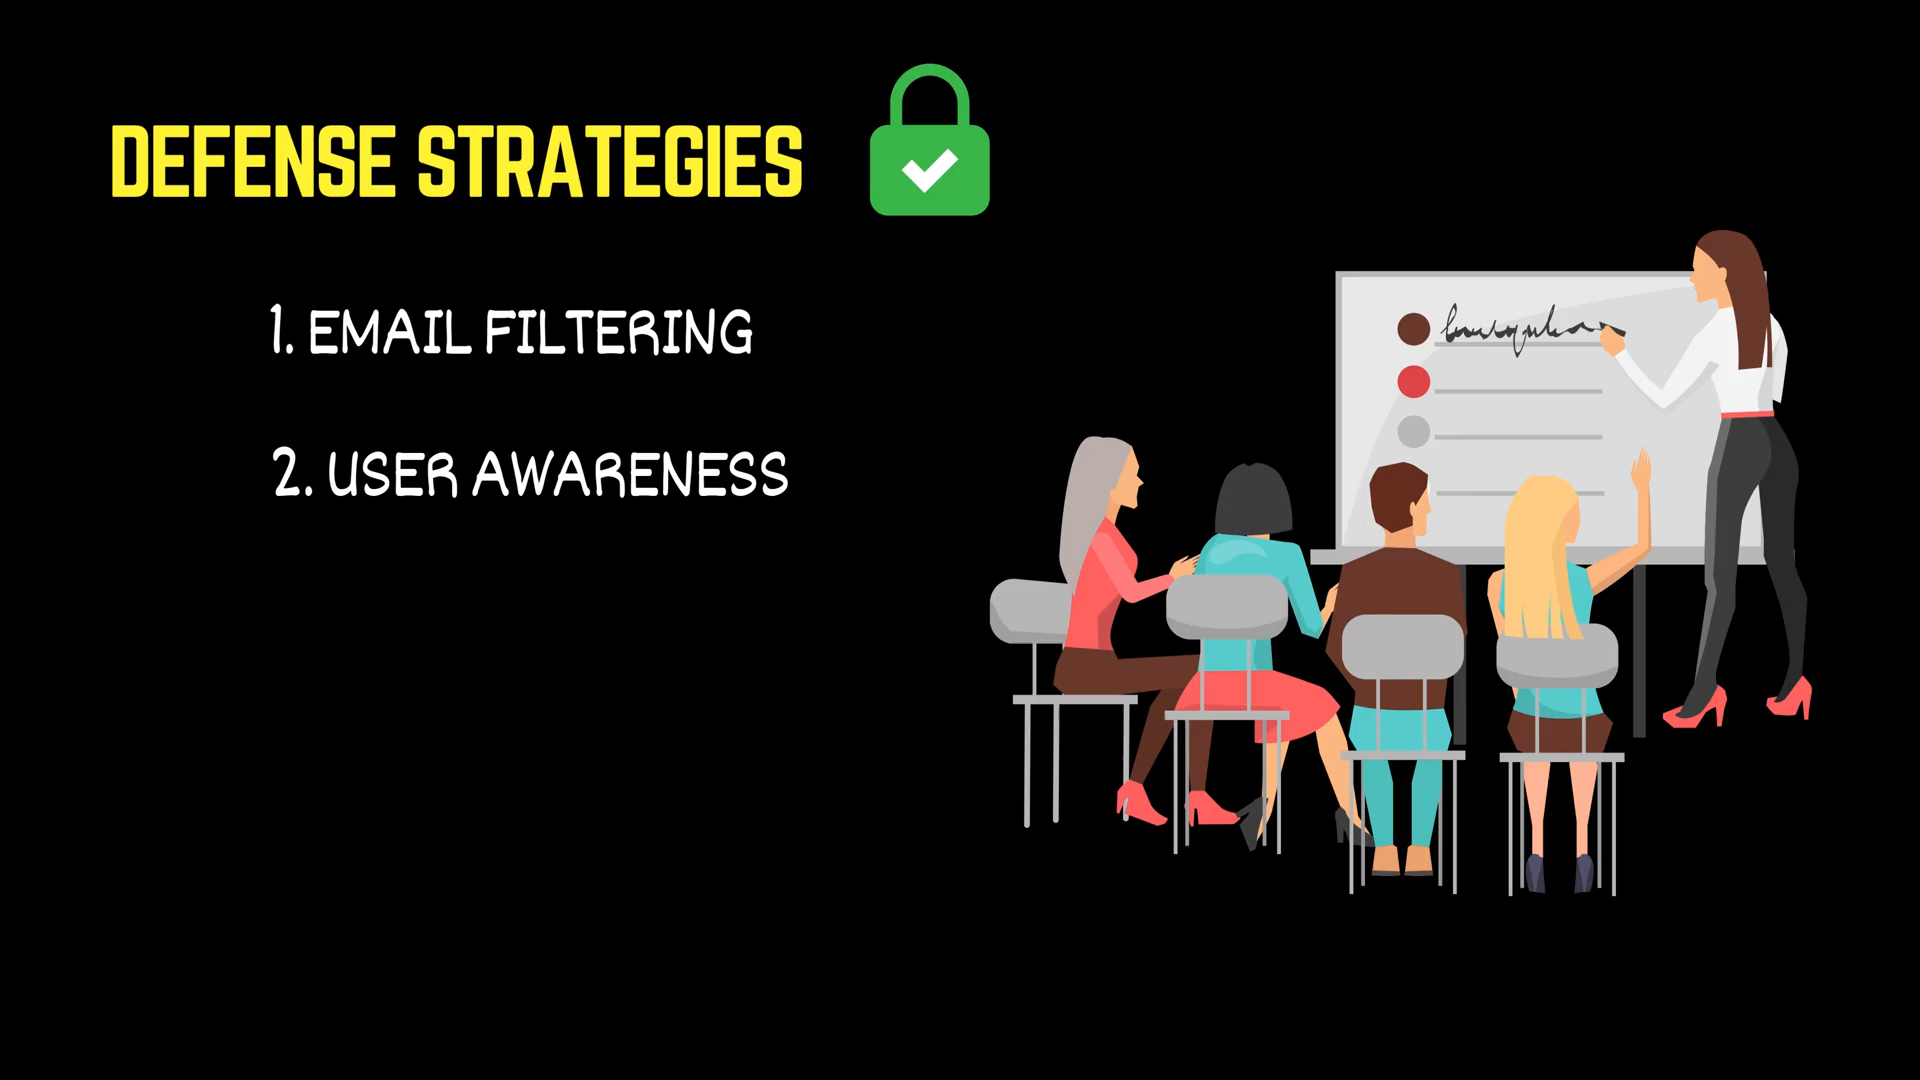 DEFENSE STRATEGIES
1. EMAIL FILTERING
2. USER AWARENESS